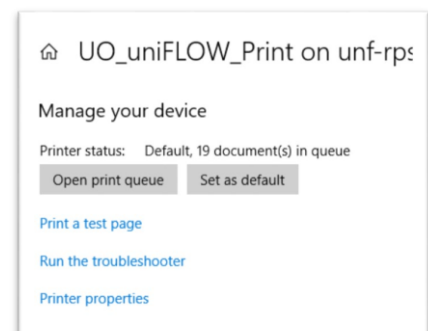 UO_uniFLOW_Print on unf-rps
Manage your device
Printer status: Default, 19 document(s) in queue
Open print queue Set as default
Print a test page
Run the troubleshooter
Printer properties